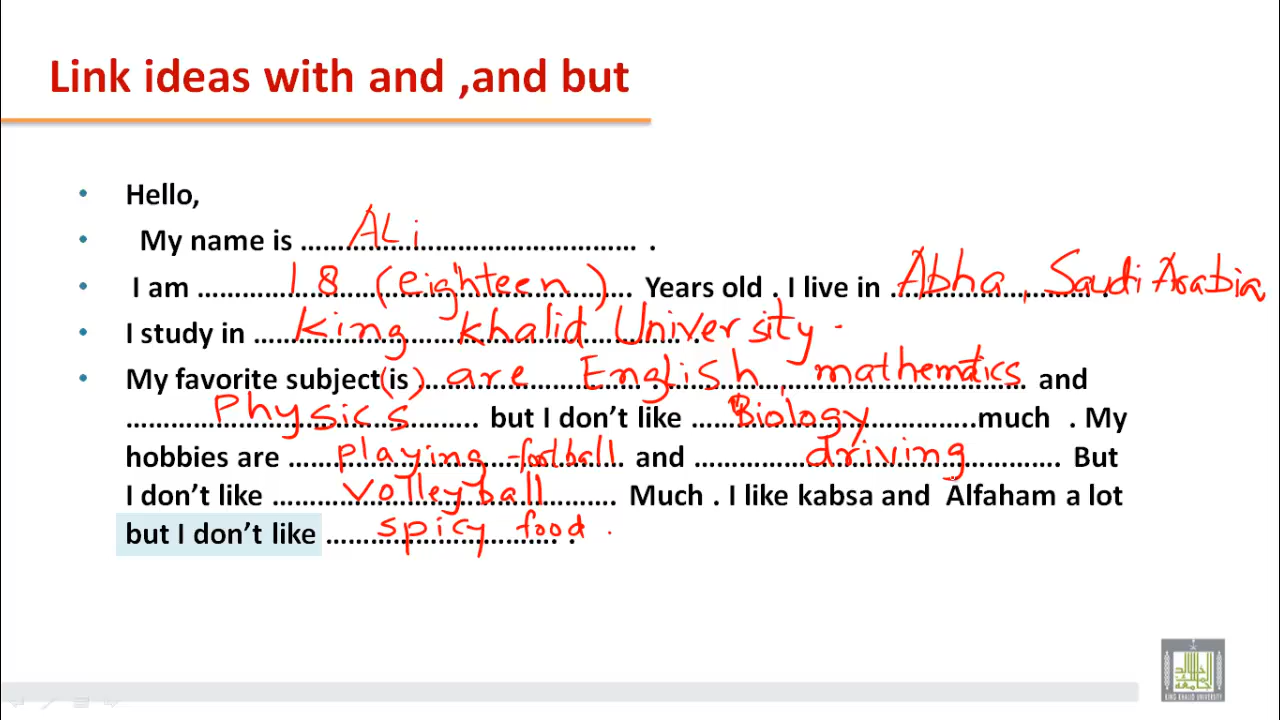 Link ideas with and ,and but
• Hello,
• My name is ............ALi.................... .
• I am ............18 (eighteen)............ Years old . I live in ....Abha, Saudi Arabia.... .
• I study in ............king khalid University............ .
• My favorite subject(is )............are English, mathematics............ and
............Physics............ but I don't like ............Biology............much . My
hobbies are ............playing football............ and ............driving............. But
I don't like ............volleyball............. Much . I like kabsa and Alfaham a lot
but I don't like ............spicy food............ .
KING KHALID UNIVERSITY